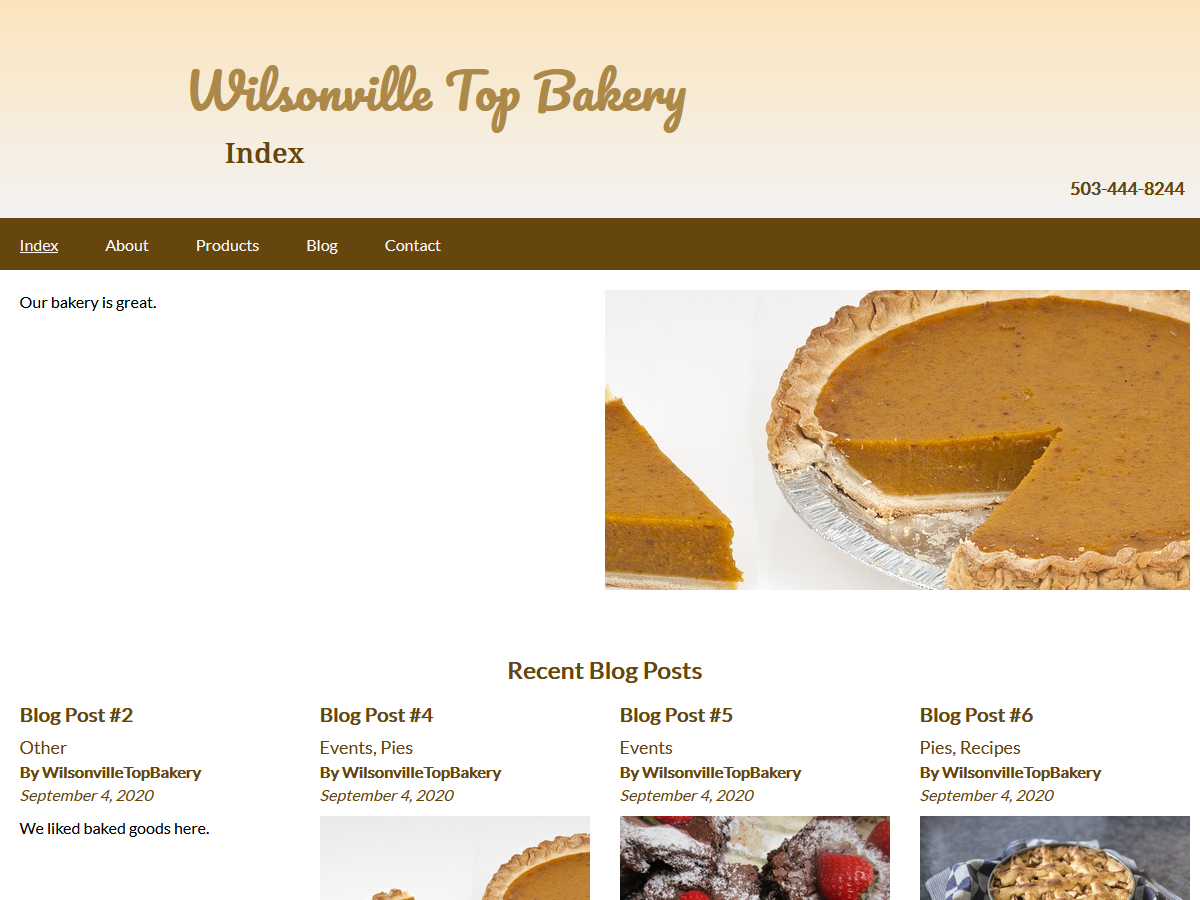 Wilsonville Top Bakery
Index
503-444-8244
Index About Products Blog Contact
Our bakery is great.
Recent Blog Posts
Blog Post #2
Other
By WilsonvilleTopBakery
September 4, 2020
We liked baked goods here.
Blog Post #4
Events, Pies
By WilsonvilleTopBakery
September 4, 2020
Blog Post #5
Events
By WilsonvilleTopBakery
September 4, 2020
Blog Post #6
Pies, Recipes
By WilsonvilleTopBakery
September 4, 2020